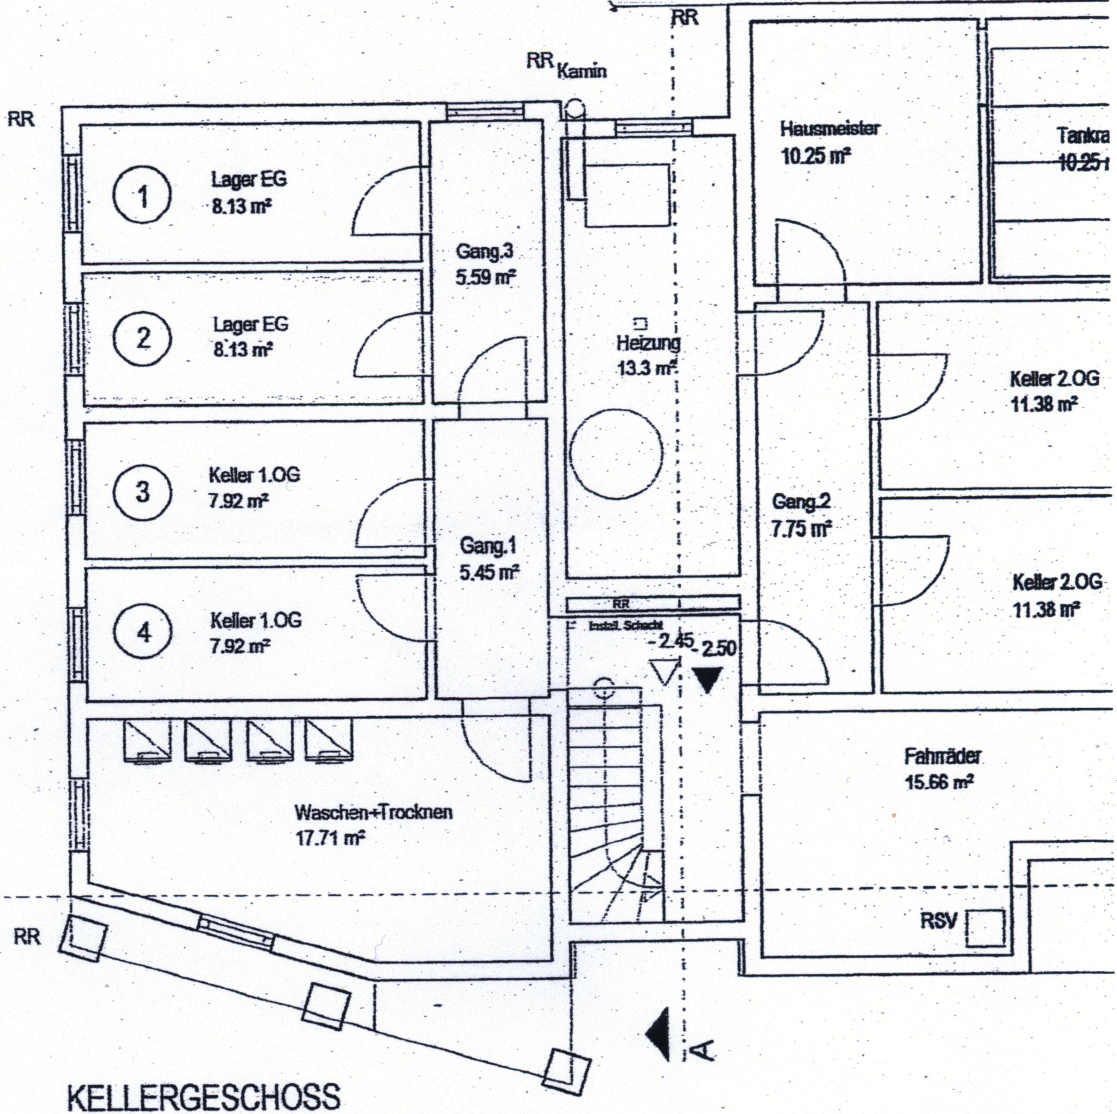 RR
RR
Kamin
RR
Hausmeister
10.25 m²
Tankra
10.25 m
1
Lager EG
8.13 m²
Gang.3
5.59 m²
2
Lager EG
8.13 m²
Heizung
13.3 m²
Keller 2.OG
11.38 m²
3
Keller 1.OG
7.92 m²
Gang.2
7.75 m²
Gang.1
5.45 m²
Keller 2.OG
11.38 m²
4
Keller 1.OG
7.92 m²
RR
Install. Schacht
- 2.45
- 2.50
Fahrräder
15.66 m²
Waschen+Trocknen
17.71 m²
RSV
RR
A
KELLERGESCHOSS